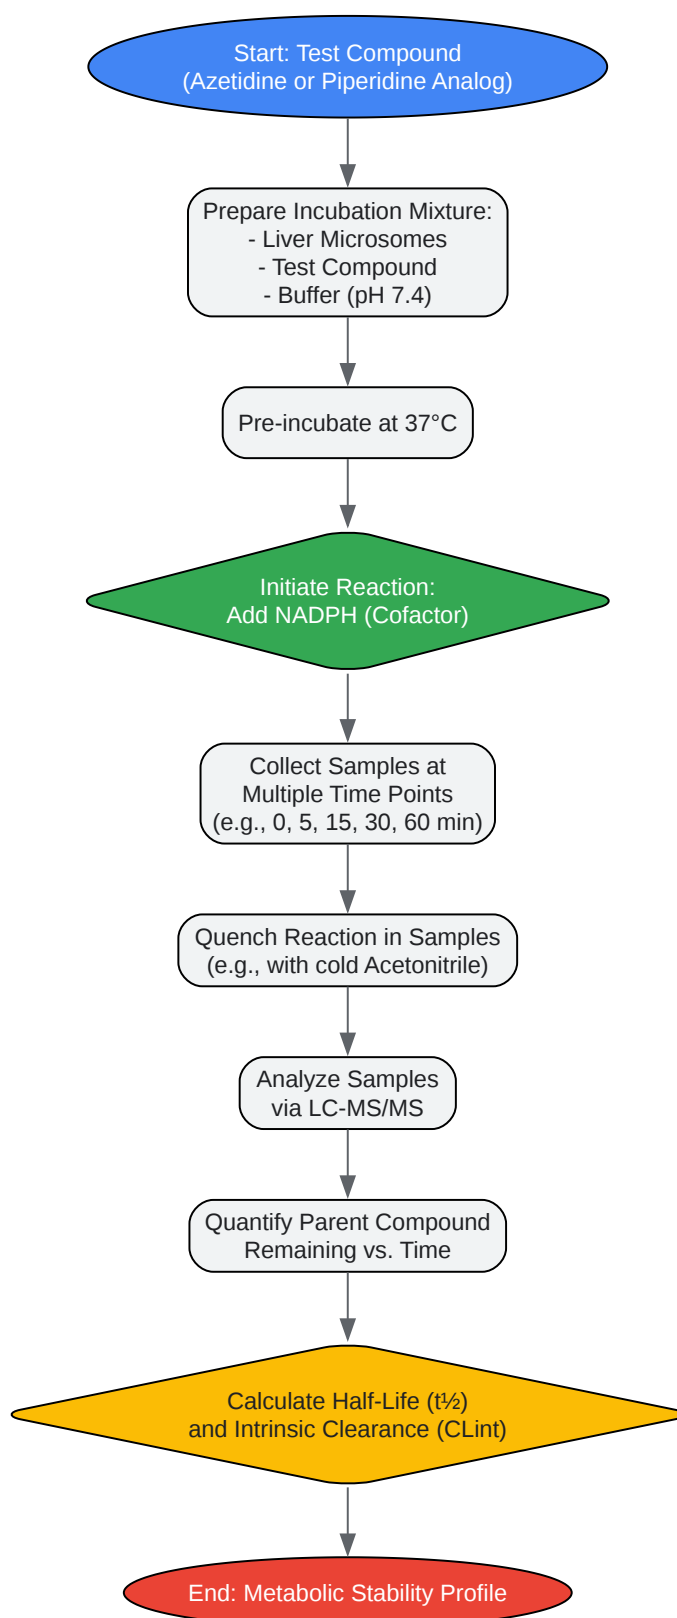 Start: Test Compound
(Azetidine or Piperidine Analog)
Prepare Incubation Mixture:
- Liver Microsomes
- Test Compound
- Buffer (pH 7.4)
Pre-incubate at 37°C
Initiate Reaction:
Add NADPH (Cofactor)
Collect Samples at
Multiple Time Points
(e.g., 0, 5, 15, 30, 60 min)
Quench Reaction in Samples
(e.g., with cold Acetonitrile)
Analyze Samples
via LC-MS/MS
Quantify Parent Compound
Remaining vs. Time
Calculate Half-Life (t½)
and Intrinsic Clearance (CLint)
End: Metabolic Stability Profile